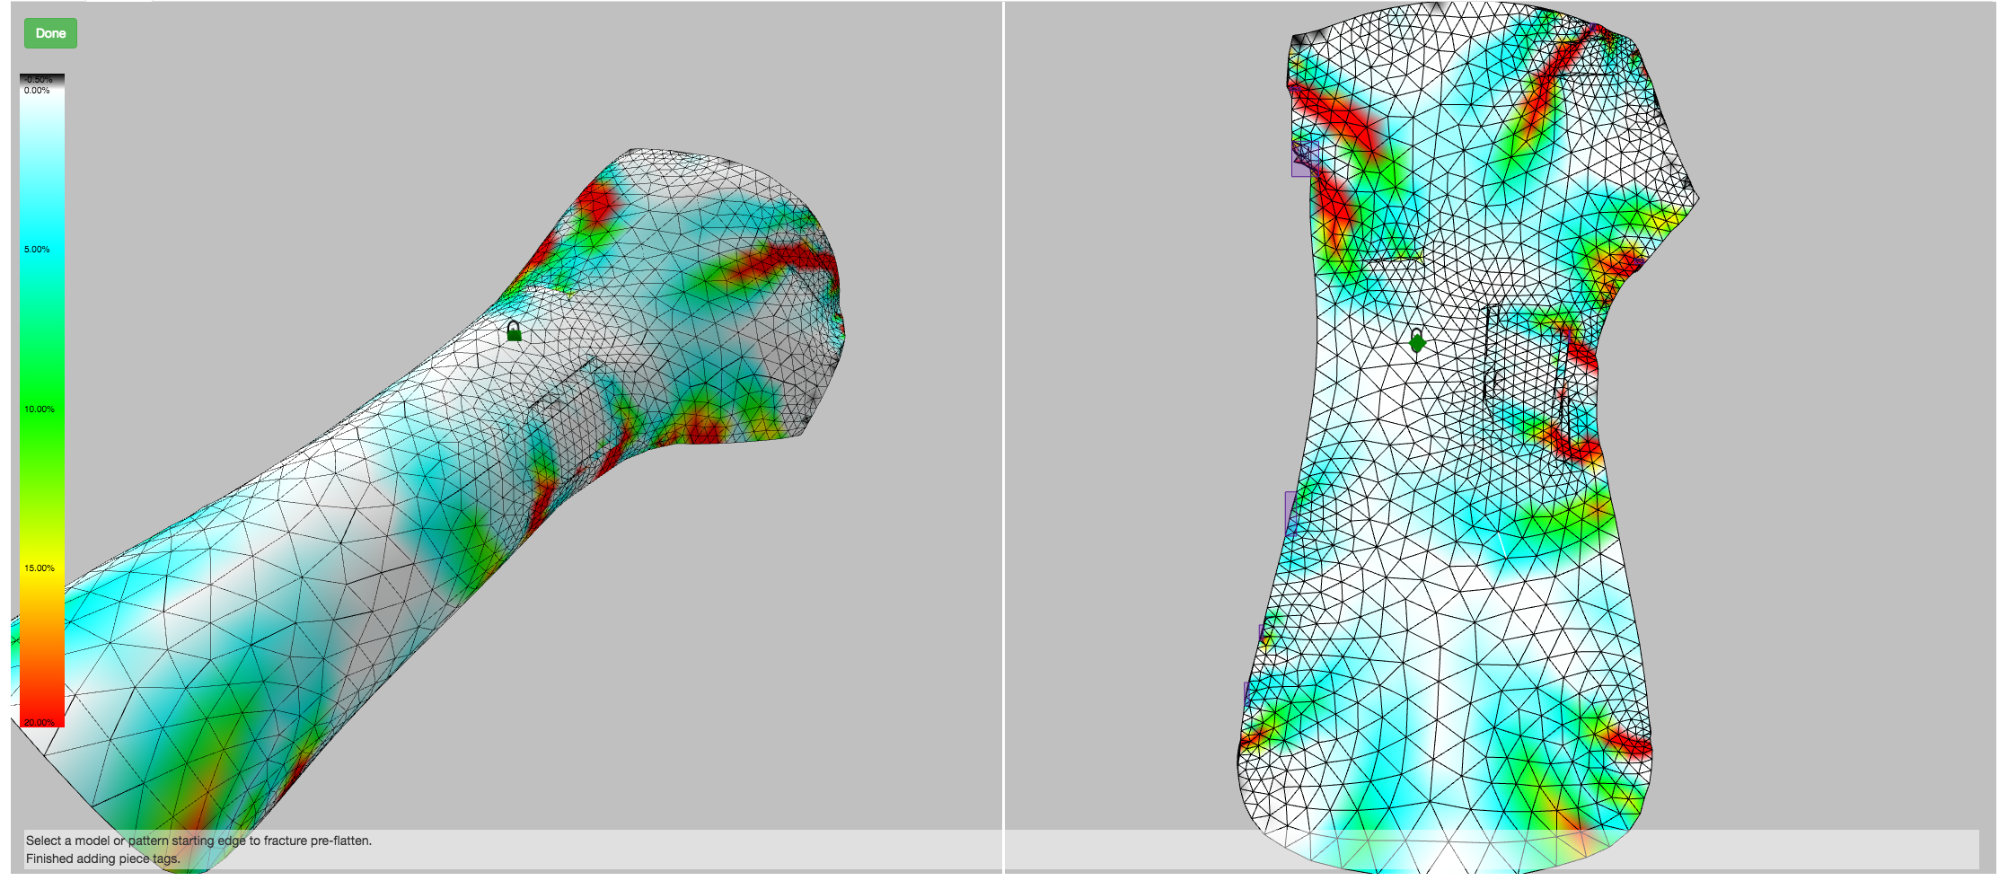 Done
-0.50%
0.00%
5.00%
10.00%
15.00%
20.00%
Select a model or pattern starting edge to fracture pre-flatten.
Finished adding piece tags.